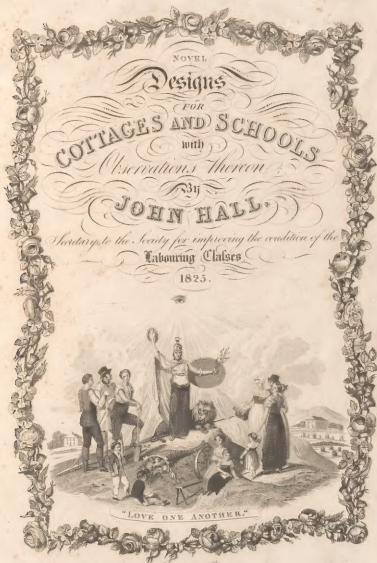 NOVEL
Designs
FOR
COTTAGES AND SCHOOLS
with
Observations thereon
By
JOHN HALL,
Secretary to the Society for improving the condition of the
Labouring Classes
1825.
"LOVE ONE ANOTHER."